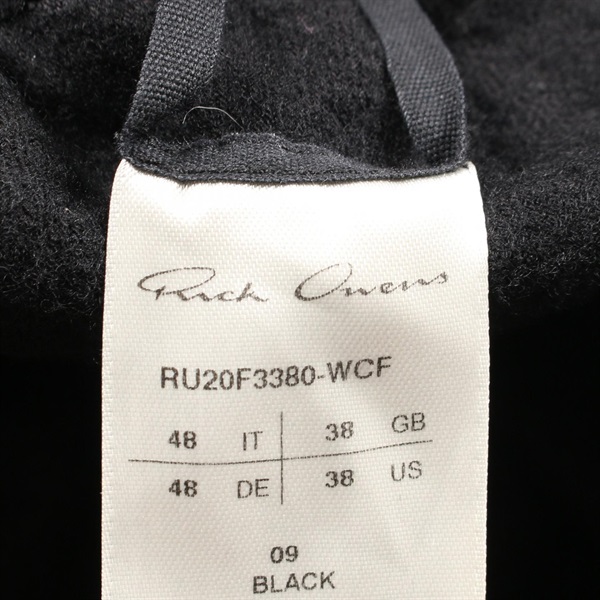 Rick Owens
RU20F3380-WCF
48 IT 38 GB
48 DE 38 US
09
BLACK